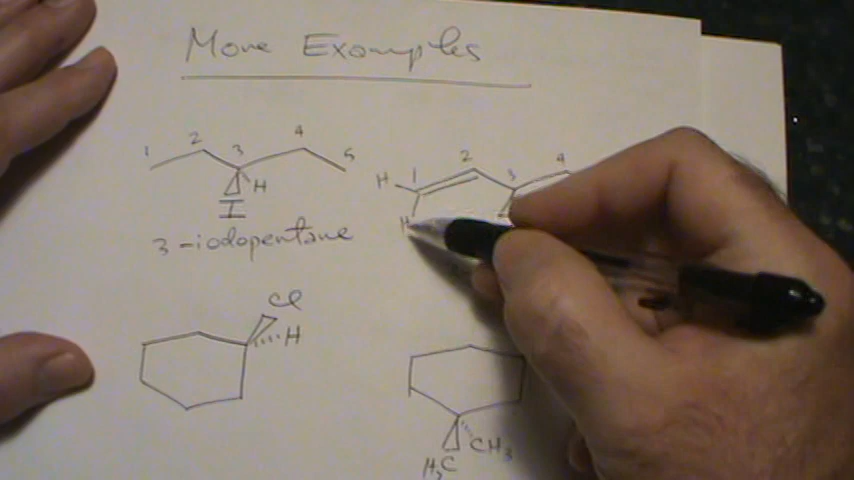 More Examples
1 2 3 4 5
H
I
3-iodopentane
H 1 2 3 4
H
Cl
H
CH3
H3C